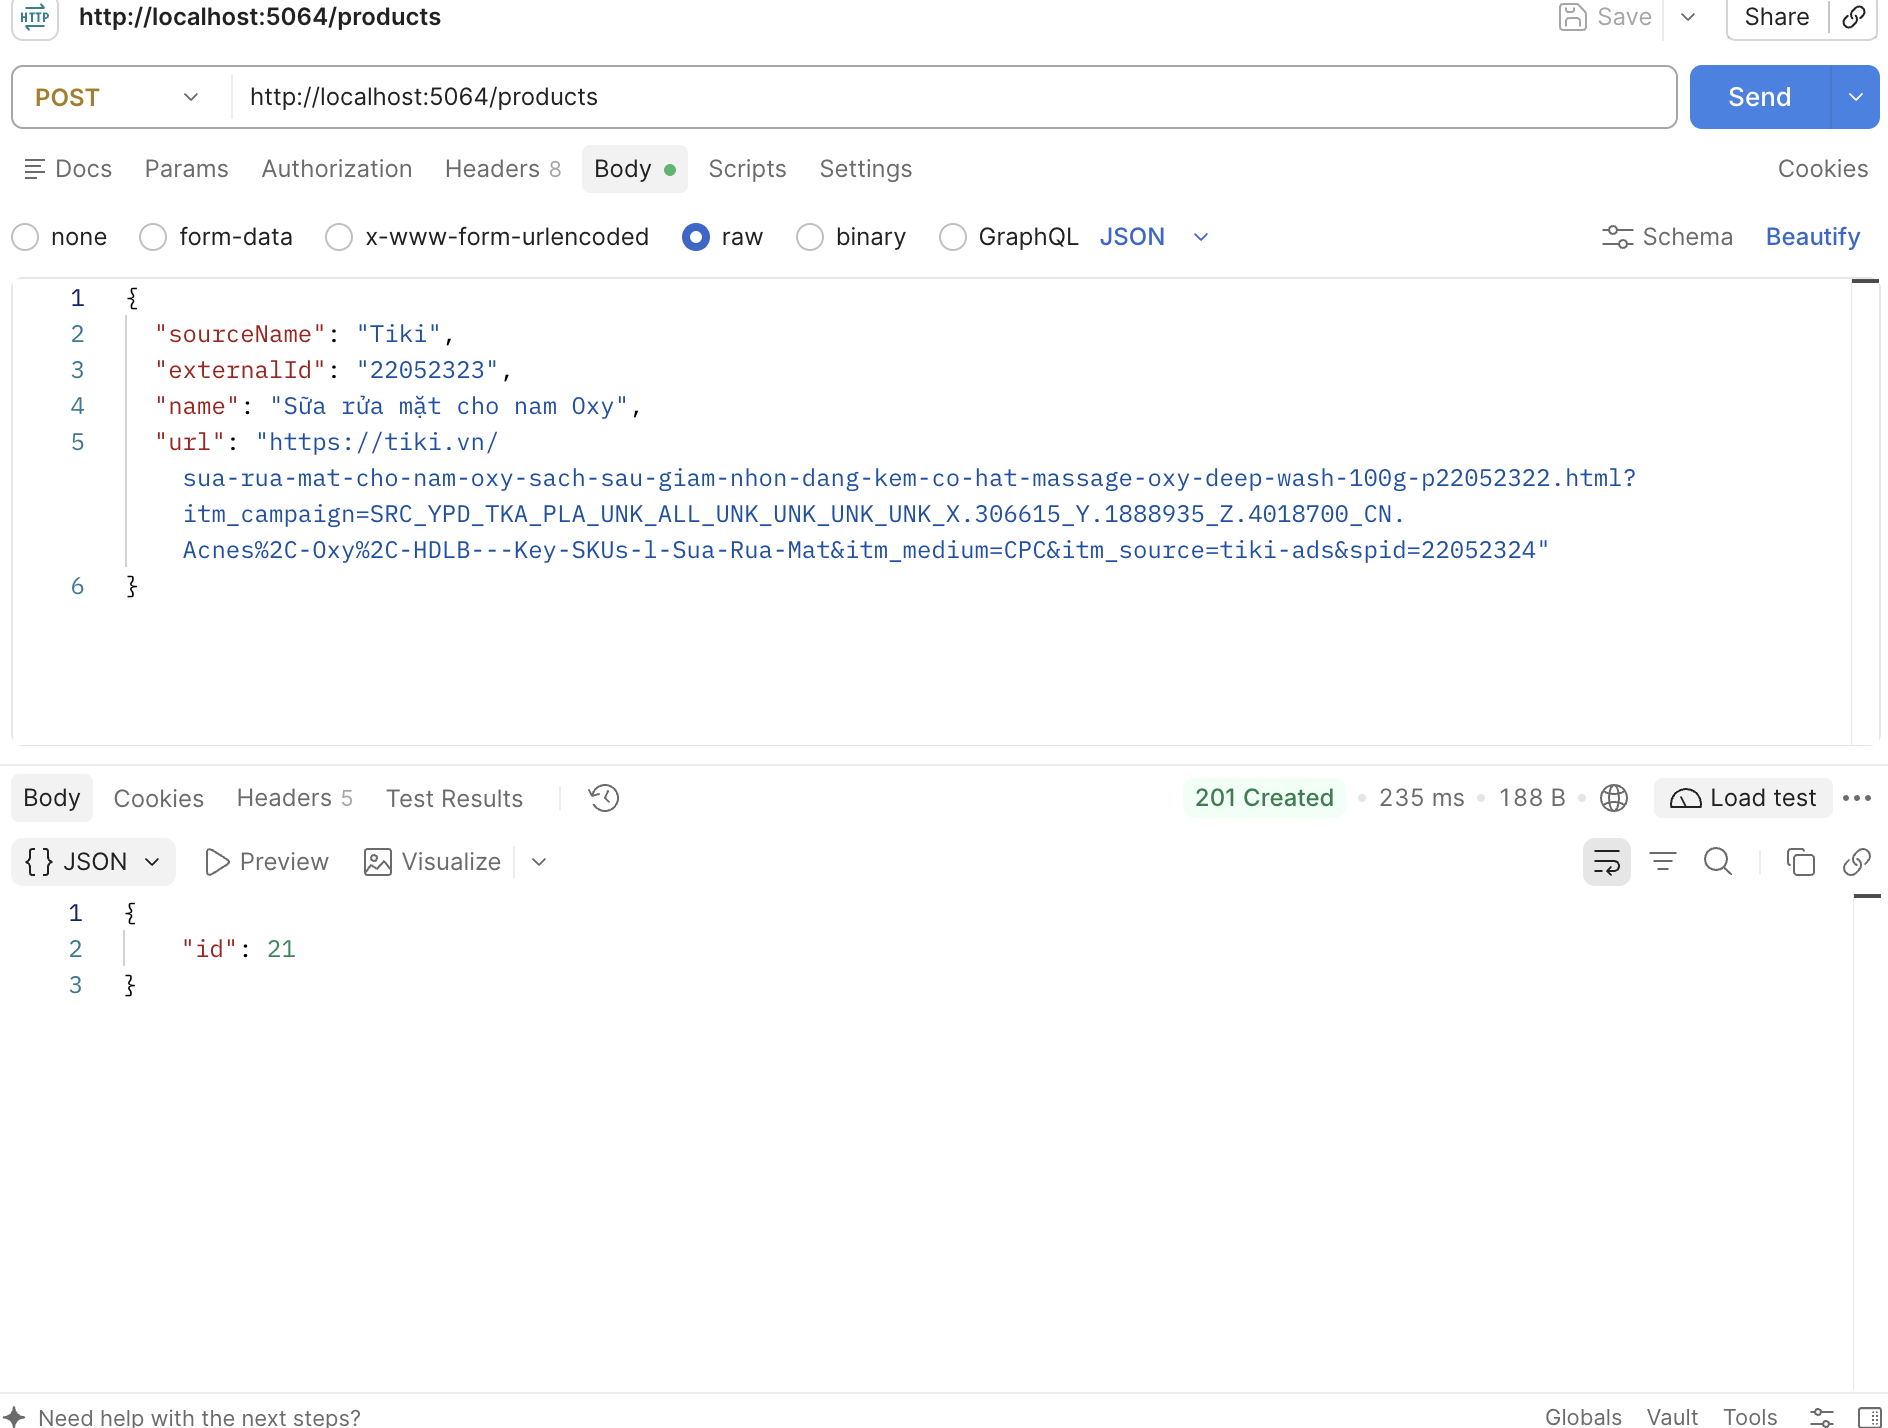 HTTP http://localhost:5064/products Save Share
POST http://localhost:5064/products Send
Docs Params Authorization Headers 8 Body Scripts Settings Cookies
none form-data x-www-form-urlencoded raw binary GraphQL JSON Schema Beautify
1 {
2 "sourceName": "Tiki",
3 "externalId": "22052323",
4 "name": "Sữa rửa mặt cho nam Oxy",
5 "url": "https://tiki.vn/
sua-rua-mat-cho-nam-oxy-sach-sau-giam-nhon-dang-kem-co-hat-massage-oxy-deep-wash-100g-p22052322.html?
itm_campaign=SRC_YPD_TKA_PLA_UNK_ALL_UNK_UNK_UNK_UNK_X.306615_Y.1888935_Z.4018700_CN.
Acnes%2C-Oxy%2C-HDLB---Key-SKUs-l-Sua-Rua-Mat&itm_medium=CPC&itm_source=tiki-ads&spid=22052324"
6 }
Body Cookies Headers 5 Test Results 201 Created • 235 ms • 188 B • Load test
{ } JSON Preview Visualize
1 {
2 "id": 21
3 }
Need help with the next steps? Globals Vault Tools